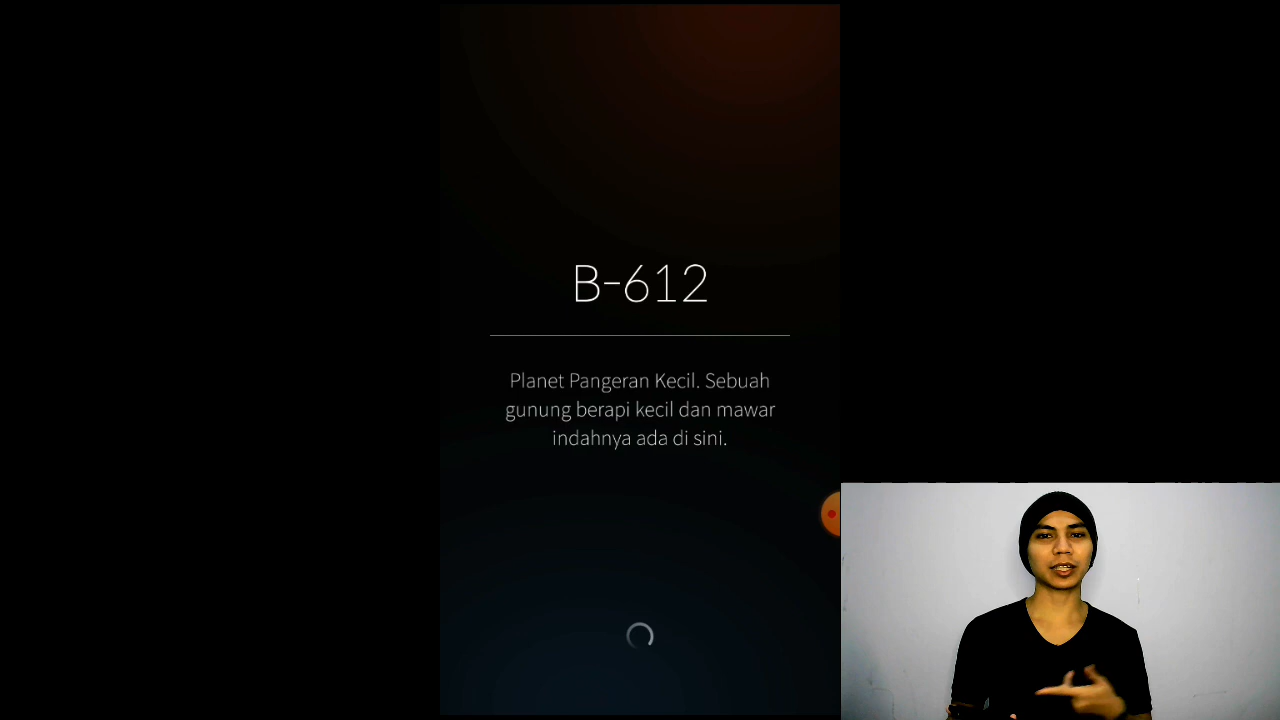 B-612
Planet Pangeran Kecil. Sebuah
gunung berapi kecil dan mawar
indahnya ada di sini.